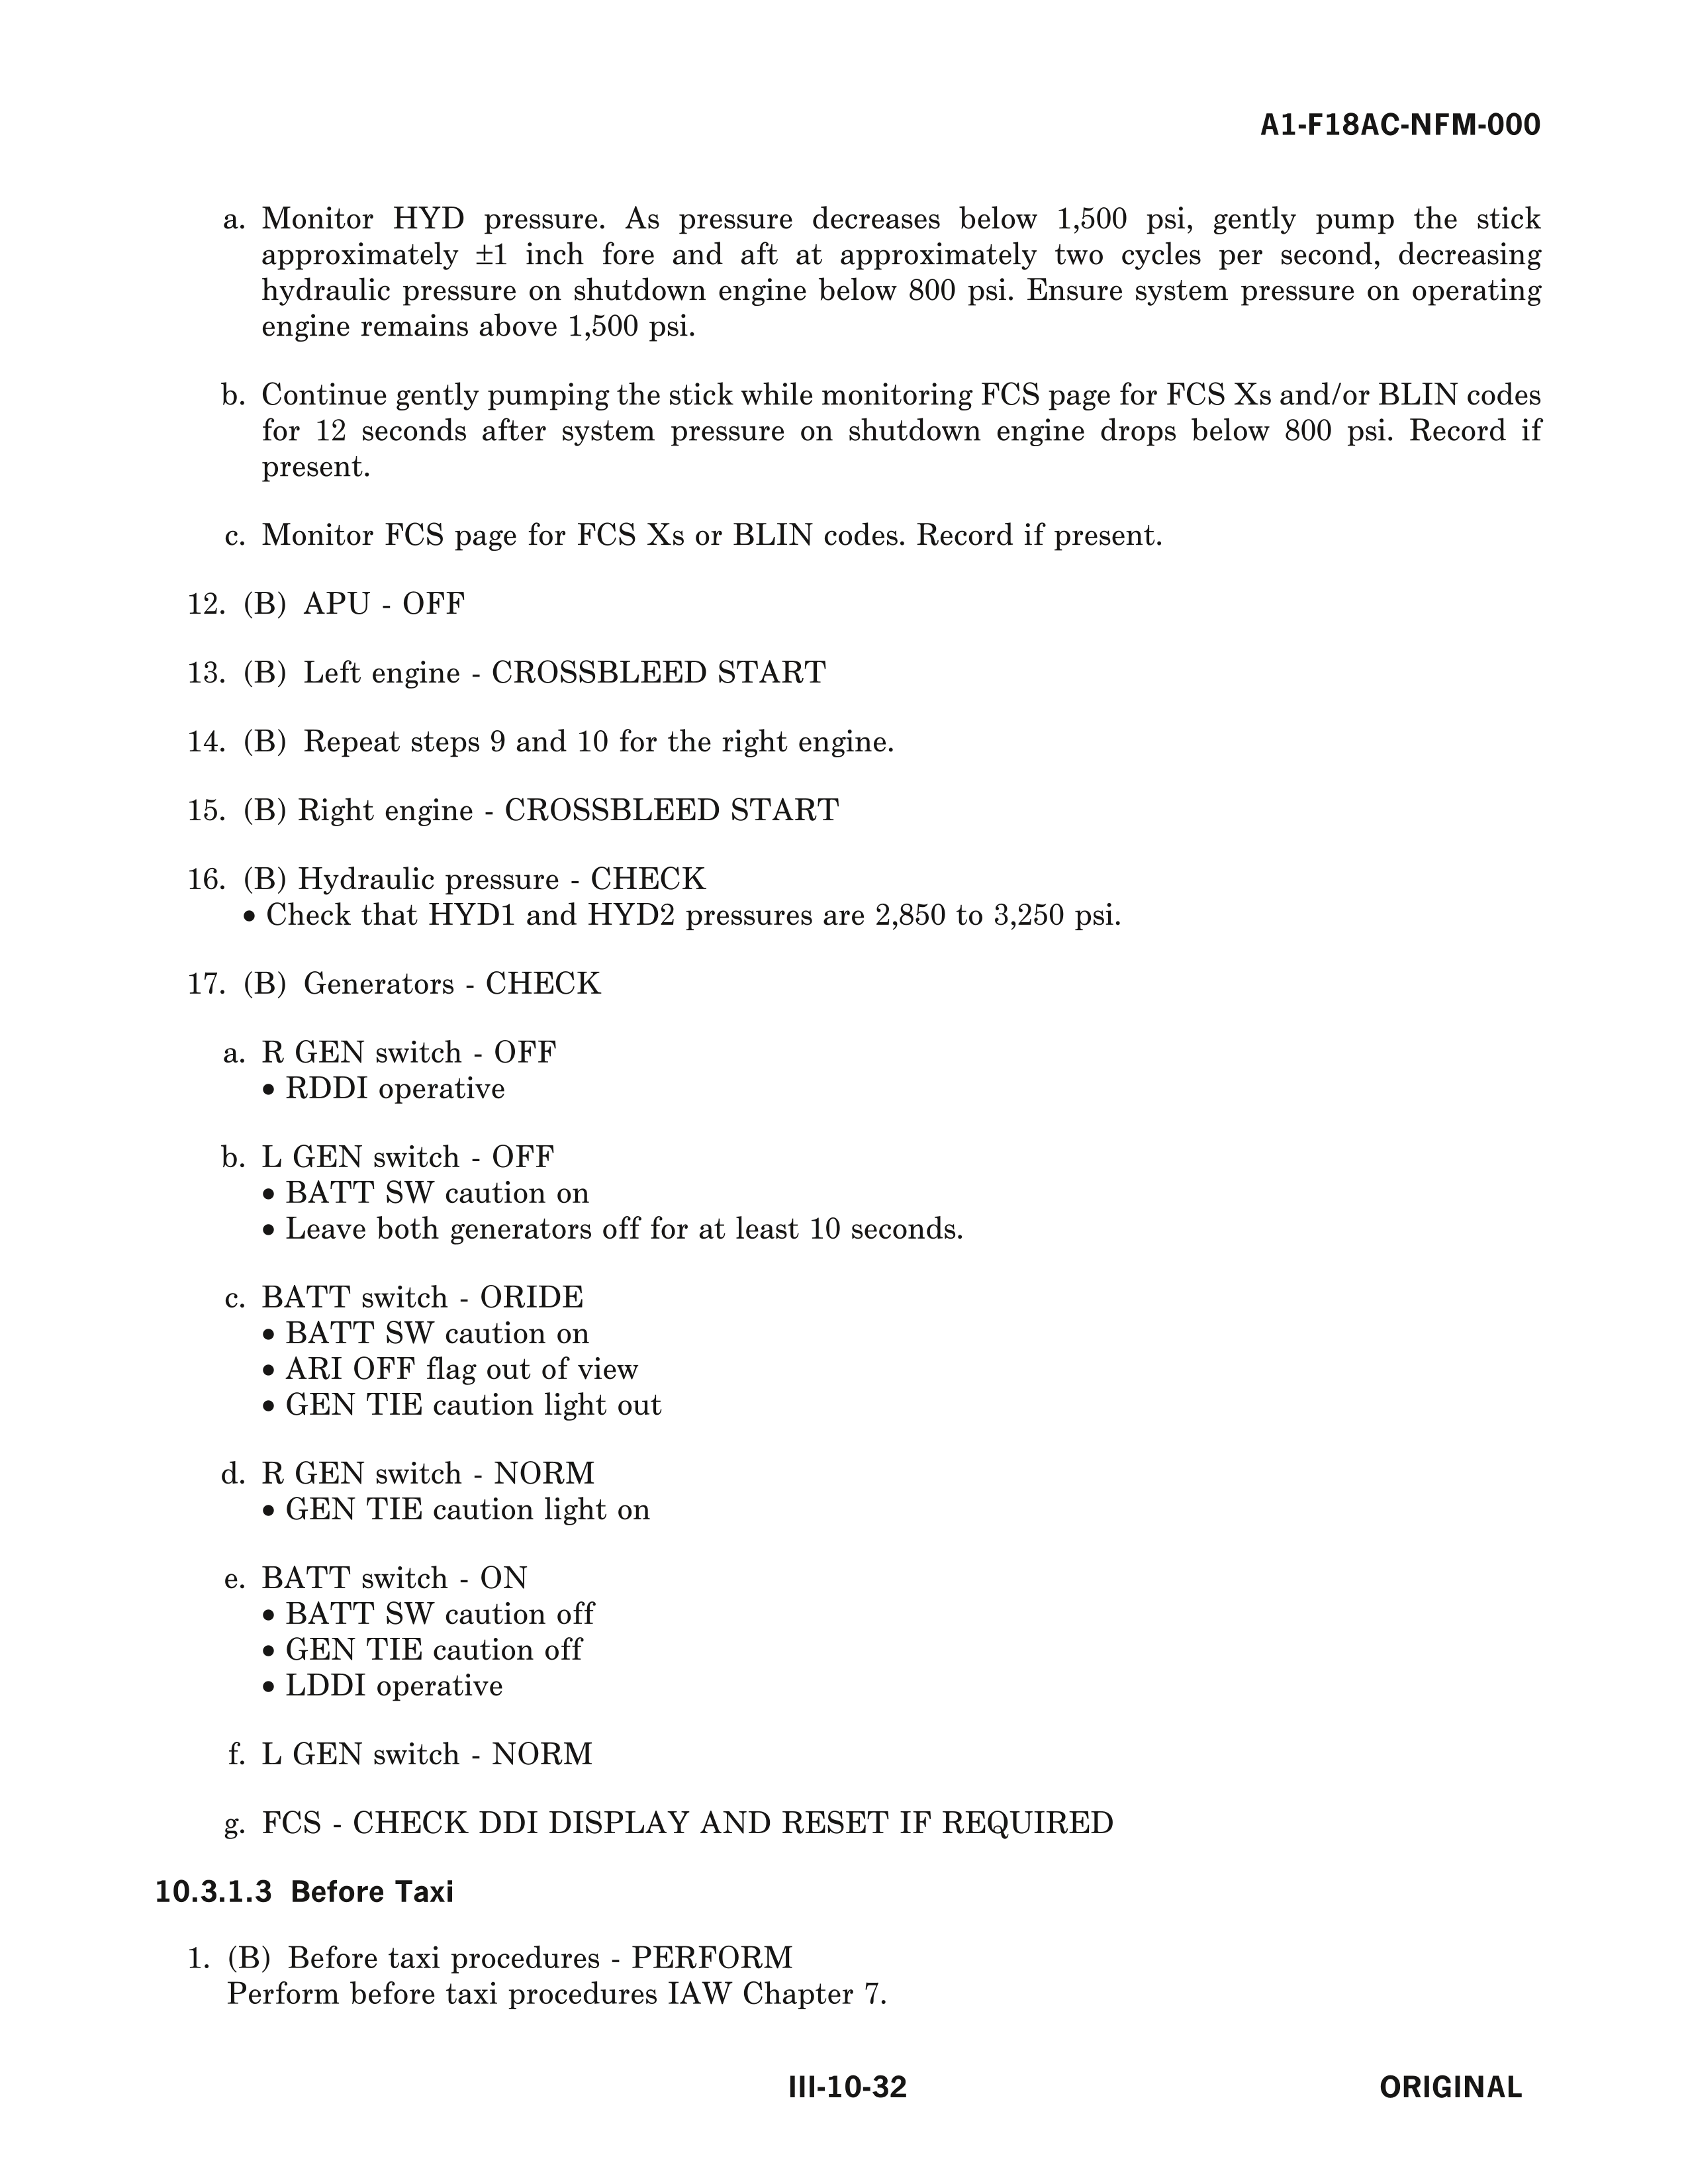 A1-F18AC-NFM-000
a. Monitor HYD pressure. As pressure decreases below 1,500 psi, gently pump the stick
approximately ±1 inch fore and aft at approximately two cycles per second, decreasing
hydraulic pressure on shutdown engine below 800 psi. Ensure system pressure on operating
engine remains above 1,500 psi.
b. Continue gently pumping the stick while monitoring FCS page for FCS Xs and/or BLIN codes
for 12 seconds after system pressure on shutdown engine drops below 800 psi. Record if
present.
c. Monitor FCS page for FCS Xs or BLIN codes. Record if present.
12. (B) APU - OFF
13. (B) Left engine - CROSSBLEED START
14. (B) Repeat steps 9 and 10 for the right engine.
15. (B) Right engine - CROSSBLEED START
16. (B) Hydraulic pressure - CHECK
• Check that HYD1 and HYD2 pressures are 2,850 to 3,250 psi.
17. (B) Generators - CHECK
a. R GEN switch - OFF
• RDDI operative
b. L GEN switch - OFF
• BATT SW caution on
• Leave both generators off for at least 10 seconds.
c. BATT switch - ORIDE
• BATT SW caution on
• ARI OFF flag out of view
• GEN TIE caution light out
d. R GEN switch - NORM
• GEN TIE caution light on
e. BATT switch - ON
• BATT SW caution off
• GEN TIE caution off
• LDDI operative
f. L GEN switch - NORM
g. FCS - CHECK DDI DISPLAY AND RESET IF REQUIRED
10.3.1.3 Before Taxi
1. (B) Before taxi procedures - PERFORM
Perform before taxi procedures IAW Chapter 7.
III-10-32
ORIGINAL